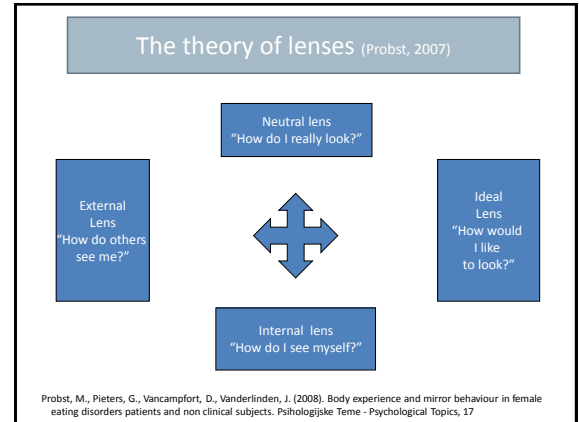 The theory of lenses (Probst, 2007)
Neutral lens
“How do I really look?”
External
Lens
“How do others
see me?”
Ideal
Lens
“How would
I like
to look?”
Internal lens
“How do I see myself?”
Probst, M., Pieters, G., Vancampfort, D., Vanderlinden, J. (2008). Body experience and mirror behaviour in female
eating disorders patients and non clinical subjects. Psihologijske Teme - Psychological Topics, 17